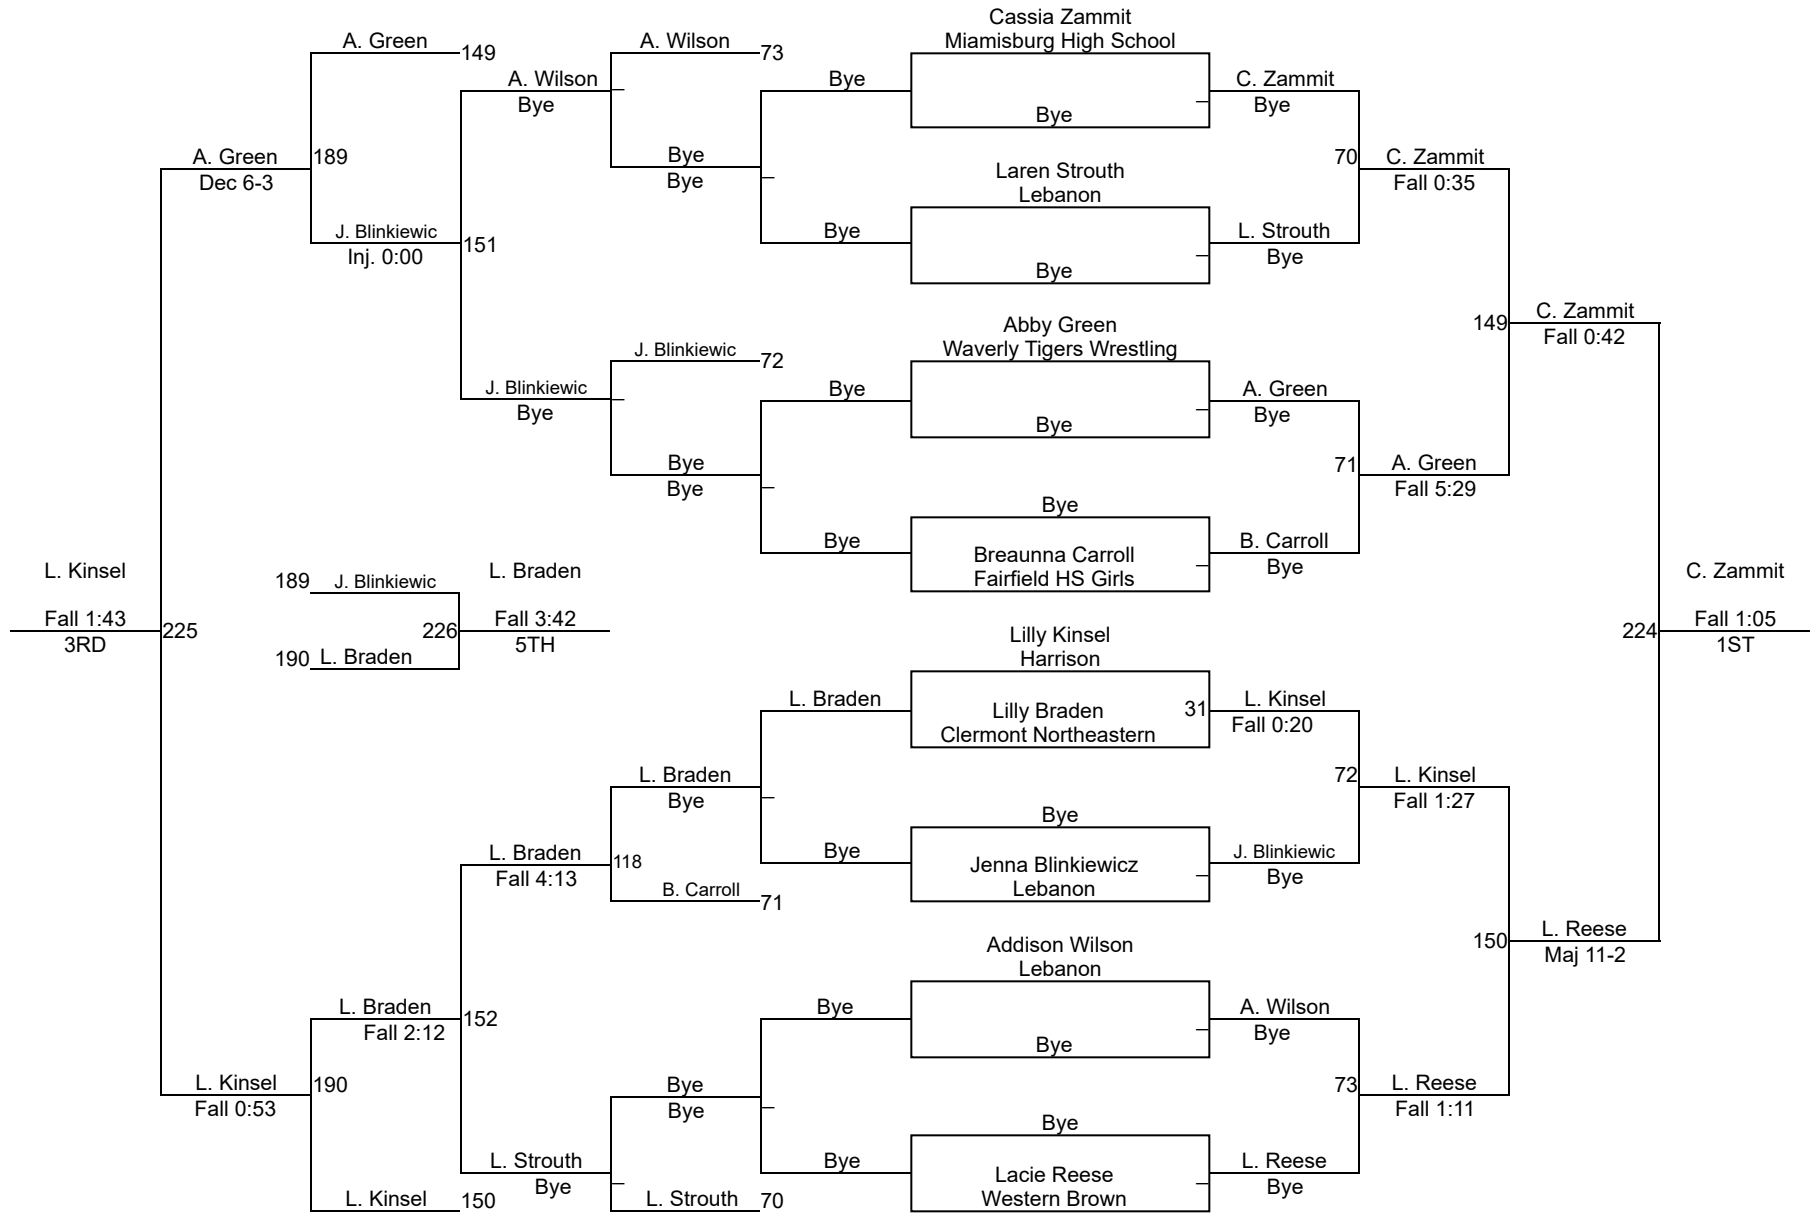 Cassia Zammit
A. Green
A. Wilson
Miamisburg High School
149
73
A. Wilson
Bye
C. Zammit
Bye
Bye
Bye
Bye
A. Green
189
Bye
70
C. Zammit
Dec 6-3
Bye
Laren Strouth
Fall 0:35
Lebanon
J. Blinkiewic
151
Bye
L. Strouth
Inj. 0:00
Bye
Bye
Abby Green
149
C. Zammit
J. Blinkiewic
72
Waverly Tigers Wrestling
Fall 0:42
J. Blinkiewic
Bye
A. Green
Bye
Bye
Bye
Bye
71
A. Green
Bye
Fall 5:29
Bye
Bye
B. Carroll
Breaunna Carroll
Bye
Fairfield HS Girls
L. Kinsel
189
J. Blinkiewic
L. Braden
C. Zammit
Fall 1:43
225
226
Fall 3:42
224
Fall 1:05
3RD
5TH
1ST
190
L. Braden
Lilly Kinsel
Harrison
L. Braden
Lilly Braden
31
L. Kinsel
Clermont Northeastern
Fall 0:20
L. Braden
72
L. Kinsel
Bye
Fall 1:27
Bye
L. Braden
118
Bye
J. Blinkiewic
Fall 4:13
Jenna Blinkiewicz
Bye
B. Carroll
71
Lebanon
150
L. Reese
Addison Wilson
Maj 11-2
Lebanon
L. Braden
152
Bye
A. Wilson
Fall 2:12
Bye
Bye
L. Kinsel
190
Bye
73
L. Reese
Fall 0:53
Bye
Fall 1:11
Bye
L. Strouth
Bye
L. Reese
Bye
Lacie Reese
Bye
L. Kinsel
150
L. Strouth
70
Western Brown